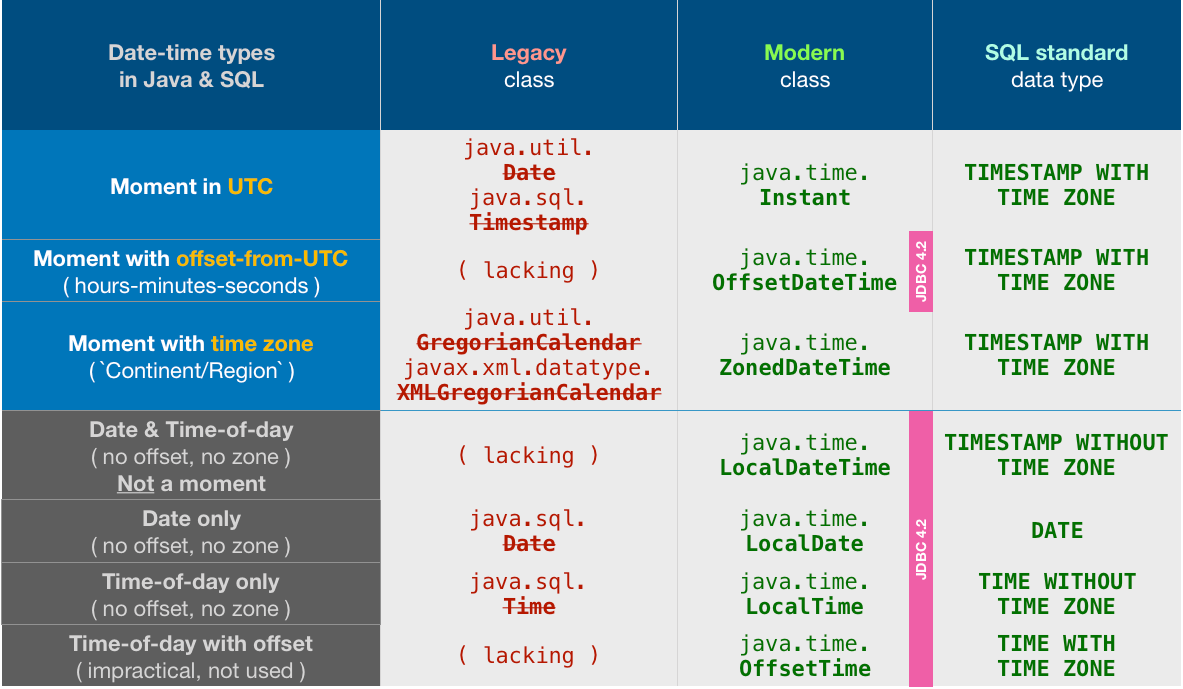 Date-time types
in Java & SQL
Legacy
class
Modern
class
SQL standard
data type
Moment in UTC
java.util.
Date
java.sql.
Timestamp
java.time.
Instant
TIMESTAMP WITH
TIME ZONE
Moment with offset-from-UTC
( hours-minutes-seconds )
( lacking )
java.time.
OffsetDateTime
JDBC 4.2
TIMESTAMP WITH
TIME ZONE
Moment with time zone
( `Continent/Region` )
java.util.
GregorianCalendar
javax.xml.datatype.
XMLGregorianCalendar
java.time.
ZonedDateTime
TIMESTAMP WITH
TIME ZONE
Date & Time-of-day
( no offset, no zone )
Not a moment
( lacking )
java.time.
LocalDateTime
JDBC 4.2
TIMESTAMP WITHOUT
TIME ZONE
Date only
( no offset, no zone )
java.sql.
Date
java.time.
LocalDate
DATE
Time-of-day only
( no offset, no zone )
java.sql.
Time
java.time.
LocalTime
TIME WITHOUT
TIME ZONE
Time-of-day with offset
( impractical, not used )
( lacking )
java.time.
OffsetTime
TIME WITH
TIME ZONE